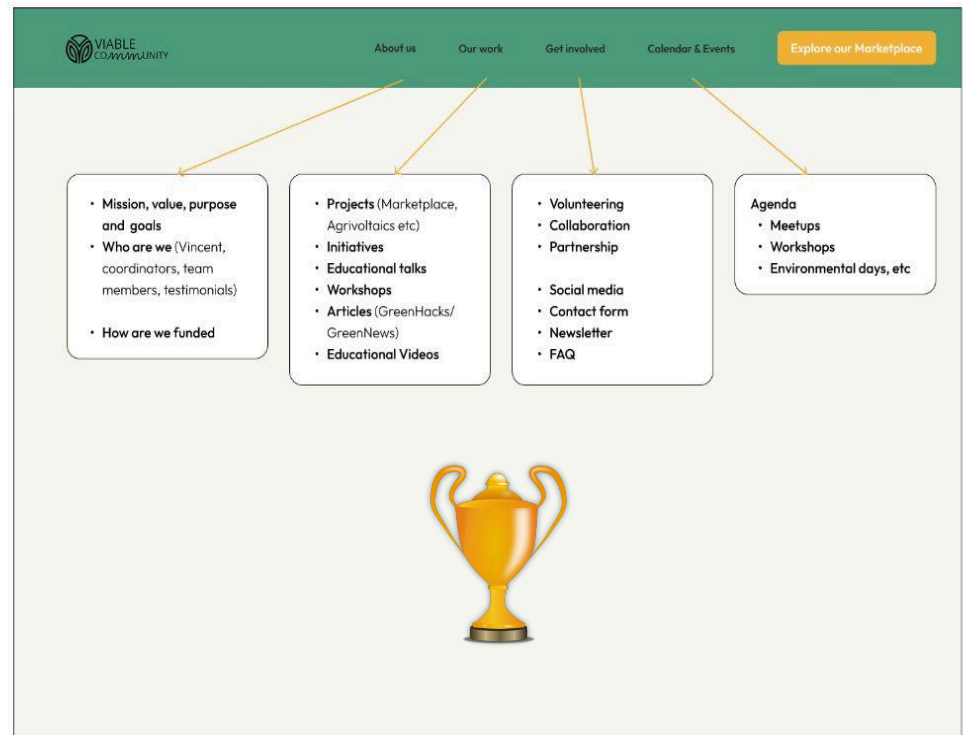 VIABLE
COMMUNITY
About us
Our work
Get involved
Calendar & Events
Explore our Marketplace
• Mission, value, purpose
and goals
• Who are we (Vincent,
coordinators, team
members, testimonials)
• How are we funded
• Projects (Marketplace,
Agrivoltaics etc)
• Initiatives
• Educational talks
• Workshops
• Articles (GreenHacks/
GreenNews)
• Educational Videos
• Volunteering
• Collaboration
• Partnership
• Social media
• Contact form
• Newsletter
• FAQ
Agenda
• Meetups
• Workshops
• Environmental days, etc